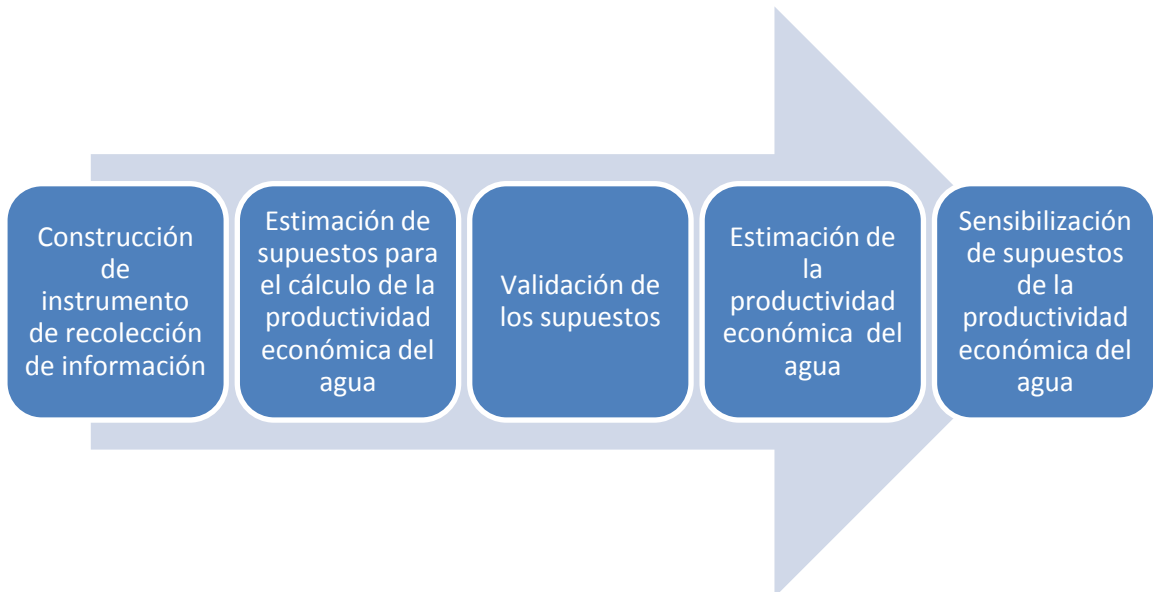 Construcción
de
instrumento
de recolección
de información
Estimación de
supuestos para
el cálculo de la
productividad
económica del
agua
Validación de
los supuestos
Estimación de
la
productividad
económica del
agua
Sensibilización
de supuestos
de la
productividad
económica del
agua